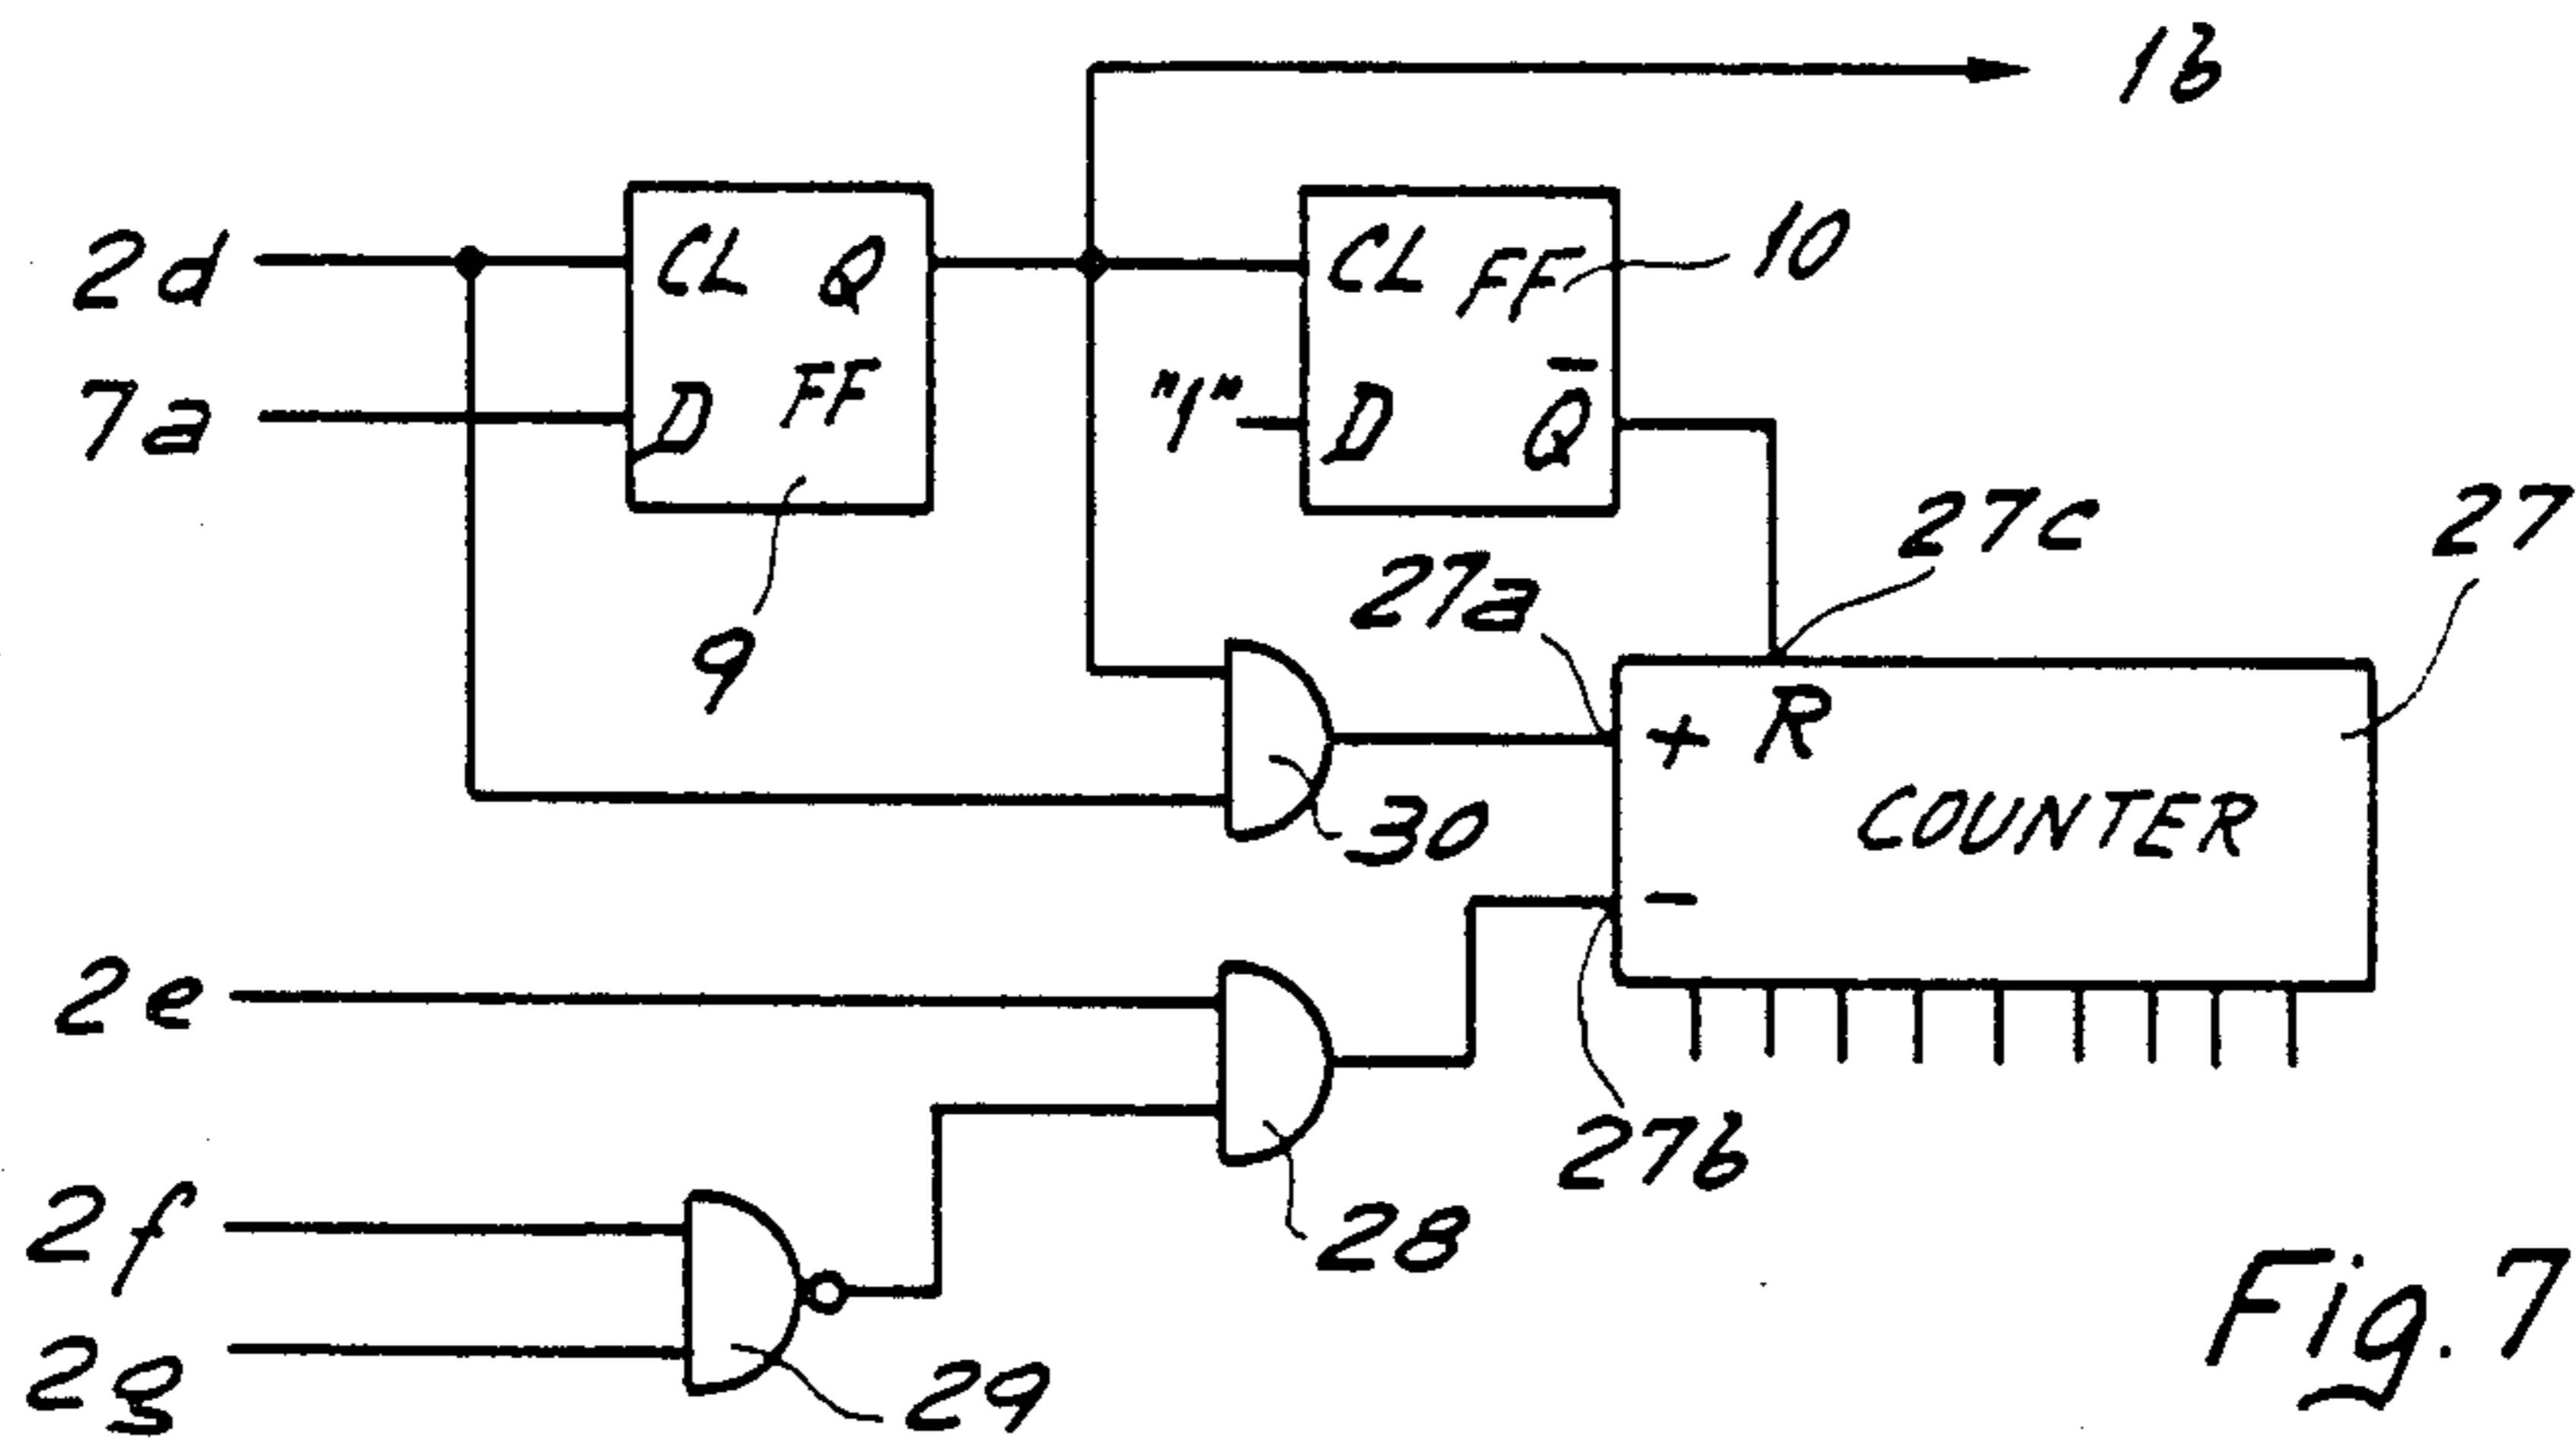 1b
2d
CL Q
CL FF
10
7a
D FF
"1"
D Q̅
9
27a
27c
27
+ R
30
COUNTER
-
2e
27b
28
2f
2g
29
Fig. 7